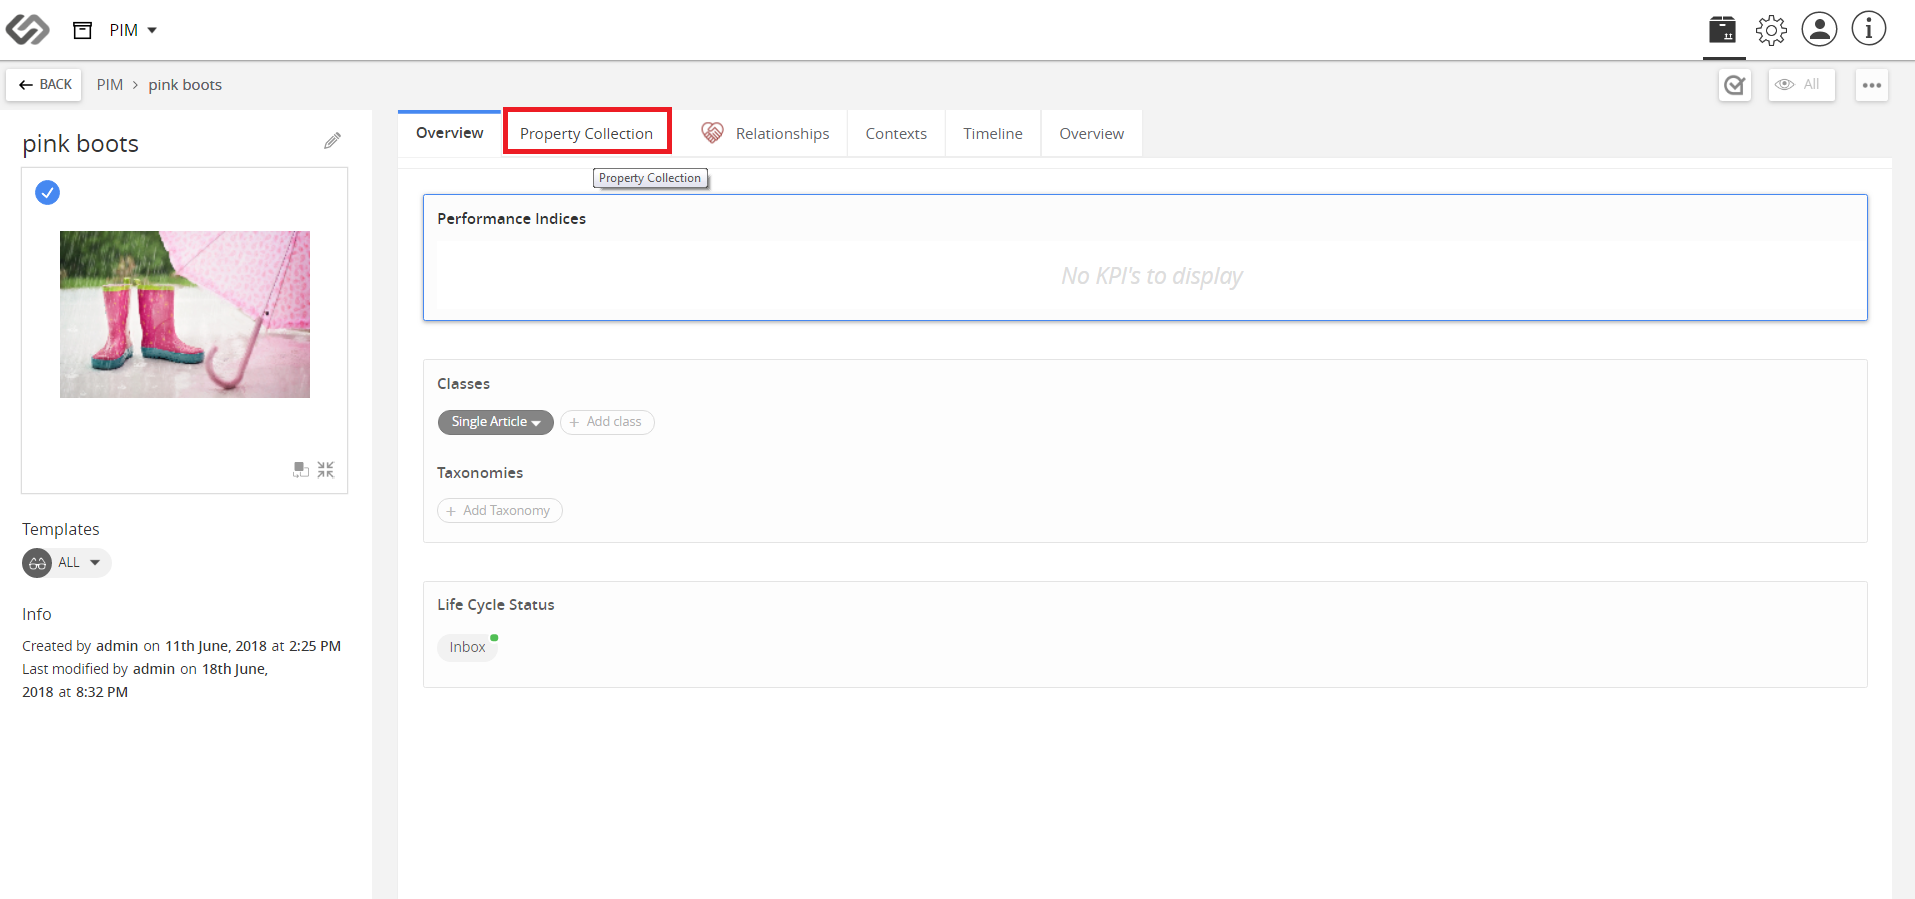 PIM
BACK
PIM > pink boots
All
pink boots
Overview
Property Collection
Relationships
Contexts
Timeline
Overview
Property Collection
Performance Indices
No KPI's to display
Classes
Single Article
+ Add class
Taxonomies
+ Add Taxonomy
Templates
ALL
Life Cycle Status
Inbox
Info
Created by admin on 11th June, 2018 at 2:25 PM
Last modified by admin on 18th June,
2018 at 8:32 PM